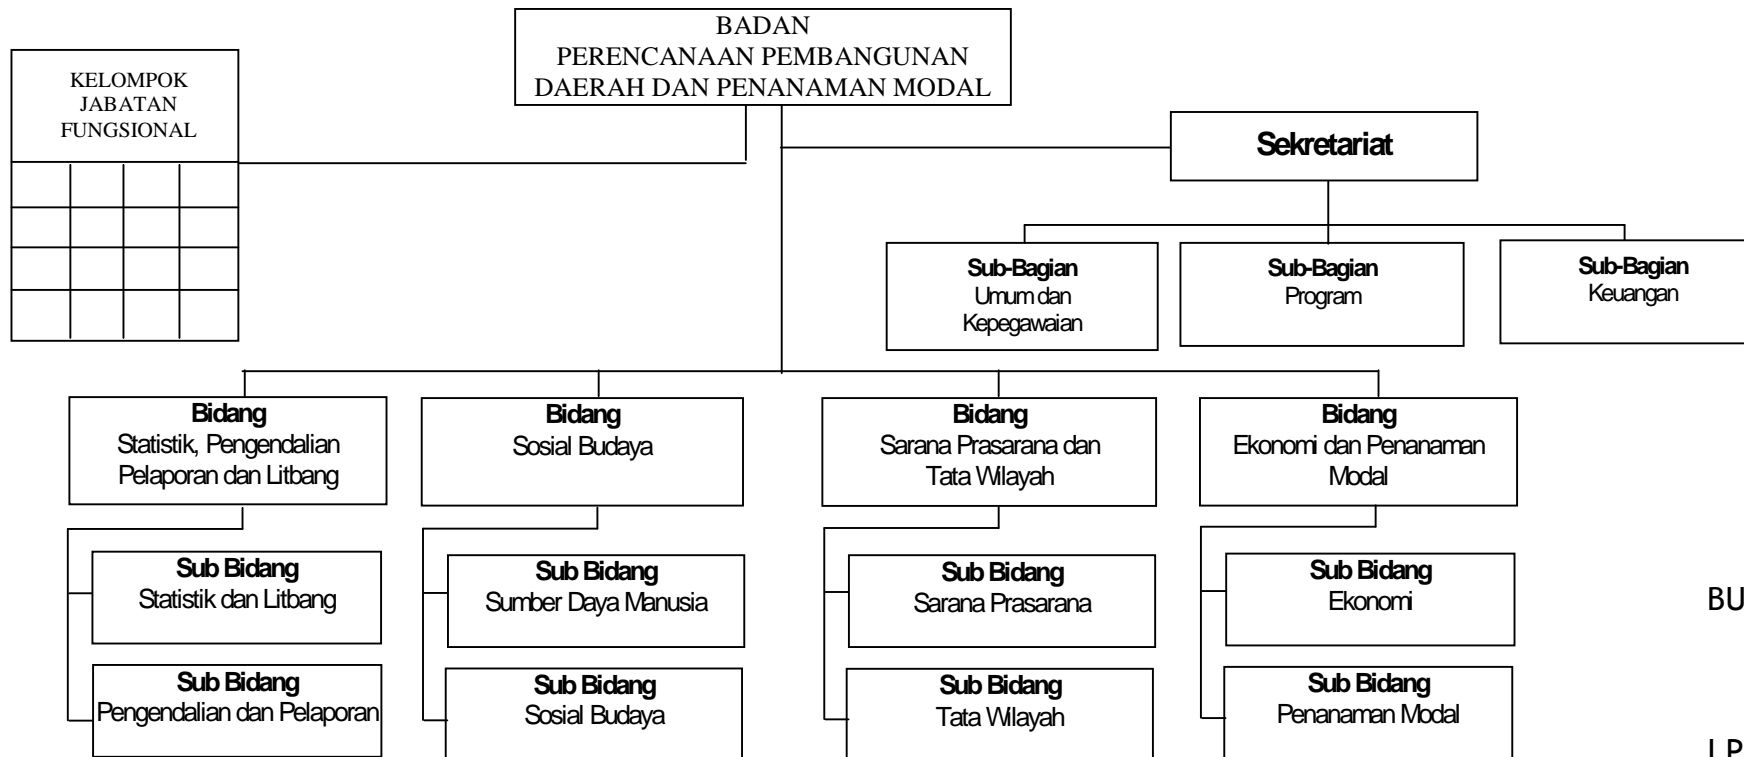 BADAN
PERENCANAAN PEMBANGUNAN
DAERAH DAN PENANAMAN MODAL
KELOMPOK
JABATAN
FUNGSIONAL
Sekretariat
Sub-Bagian
Umum dan
Kepegawaian
Sub-Bagian
Program
Sub-Bagian
Keuangan
Bidang
Statistik, Pengendalian
Pelaporan dan Litbang
Bidang
Sosial Budaya
Bidang
Sarana Prasarana dan
Tata Wilayah
Bidang
Ekonomi dan Penanaman
Modal
Sub Bidang
Statistik dan Litbang
Sub Bidang
Sumber Daya Manusia
Sub Bidang
Sarana Prasarana
Sub Bidang
Ekonomi
BU
Sub Bidang
Pengendalian dan Pelaporan
Sub Bidang
Sosial Budaya
Sub Bidang
Tata Wilayah
Sub Bidang
Penanaman Modal